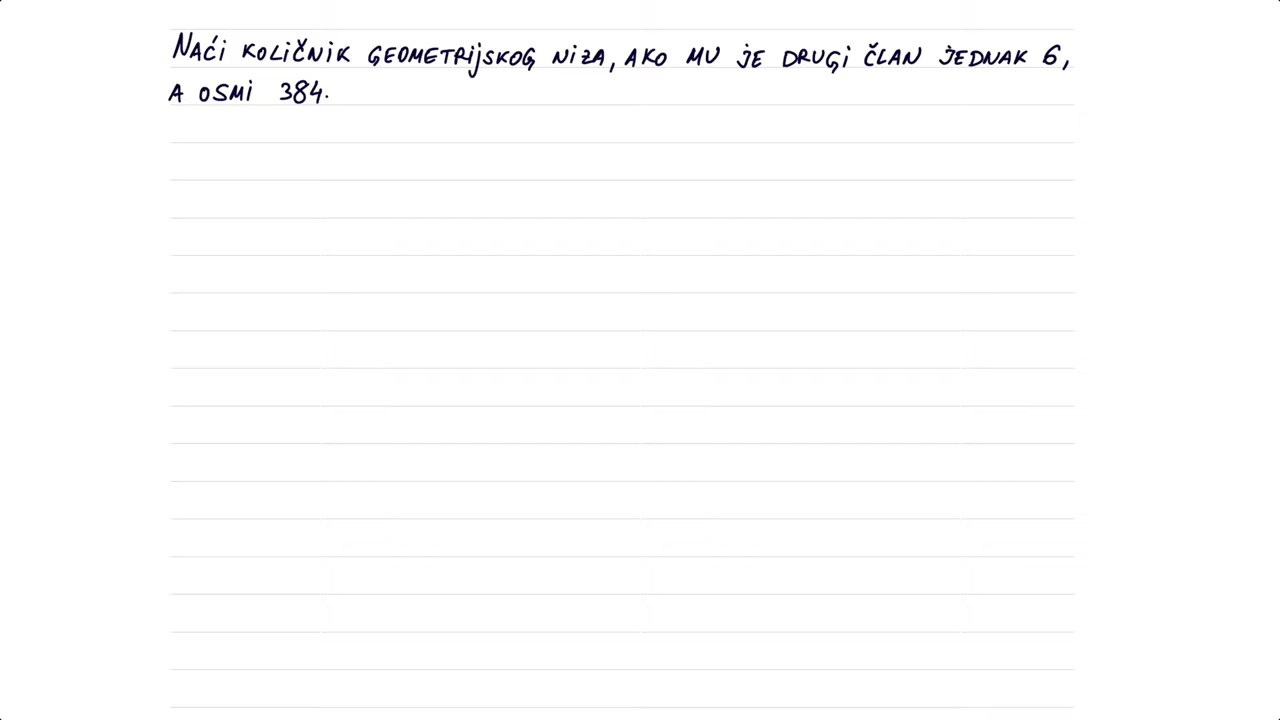 NAĆI KOLIČNIK GEOMETRIJSKOG NIZA, AKO MU JE DRUGI ČLAN JEDNAK 6,
A OSMI 384.